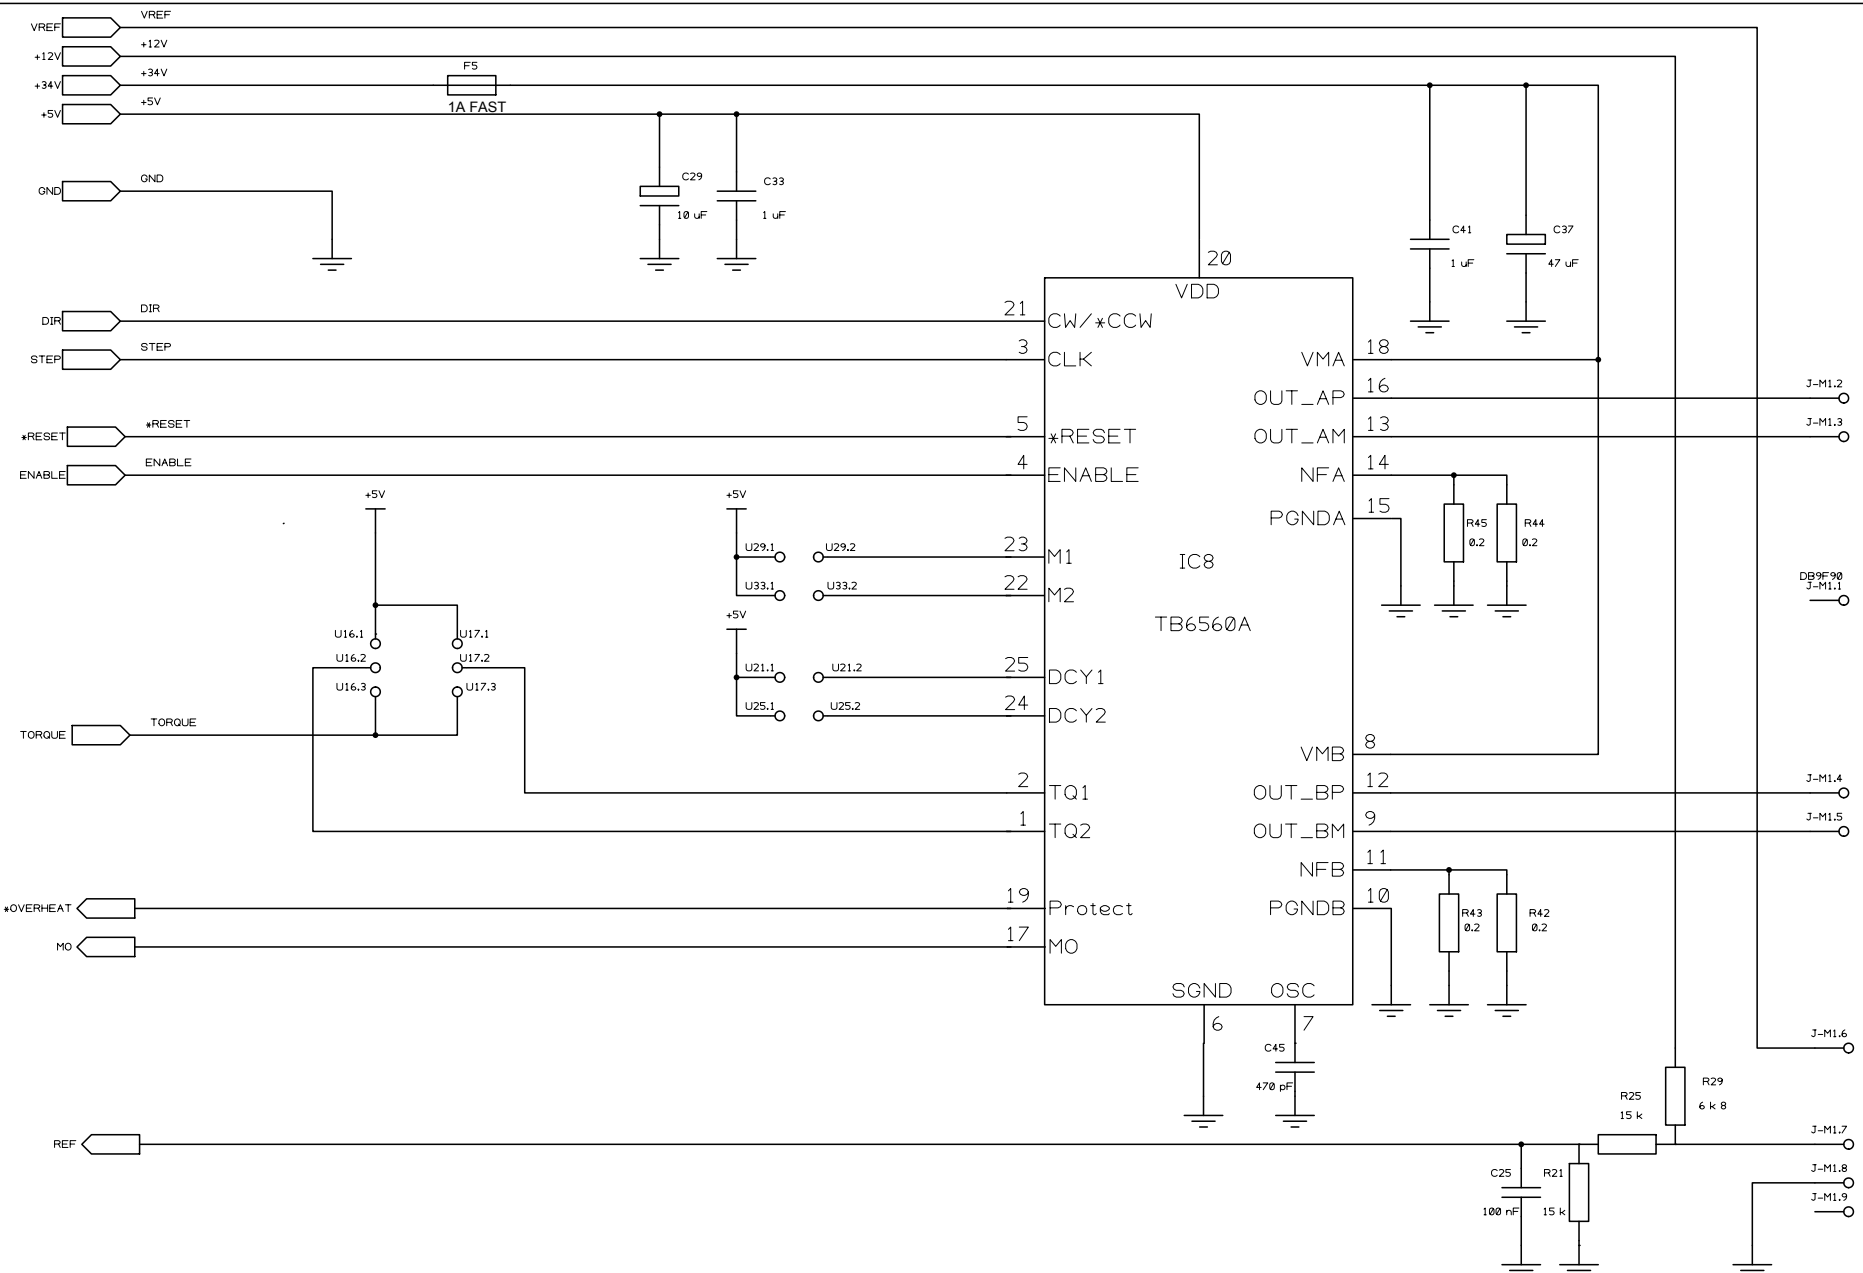 VREF
VREF
+12V
+12V
+34V
+34V
F5
1A FAST
+5V
+5V
GND
GND
C29
10 uF
C33
1 uF
C41
1 uF
C37
47 uF
20
VDD
DIR
DIR
21
CW/*CCW
STEP
STEP
3
CLK
VMA
18
OUT_AP
16
J-M1.2
*RESET
*RESET
5
*RESET
OUT_AM
13
J-M1.3
ENABLE
ENABLE
4
ENABLE
NFA
14
PGNDA
15
R45
0.2
R44
0.2
+5V
+5V
U29.1
U29.2
23
M1
IC8
U33.1
U33.2
22
M2
TB6560A
DB9F90
J-M1.1
+5V
U16.1
U17.1
U16.2
U17.2
U16.3
U17.3
U21.1
U21.2
25
DCY1
U25.1
U25.2
24
DCY2
TORQUE
TORQUE
VMB
8
2
TQ1
OUT_BP
12
J-M1.4
1
TQ2
OUT_BM
9
J-M1.5
NFB
11
*OVERHEAT
19
Protect
PGNDB
10
R43
0.2
R42
0.2
MO
17
MO
SGND
OSC
6
7
C45
470 pF
J-M1.6
R29
6 k 8
R25
15 k
REF
J-M1.7
C25
100 nF
R21
15 k
J-M1.8
J-M1.9